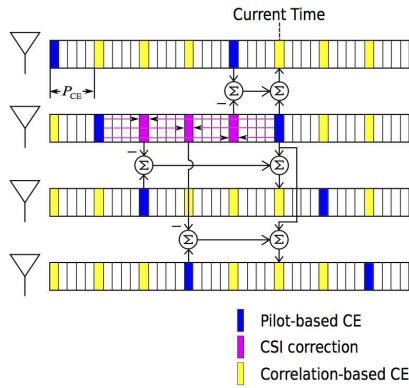 Current Time
P_CE
−
Σ Σ
−
Σ Σ
−
Σ Σ
Pilot-based CE
CSI correction
Correlation-based CE